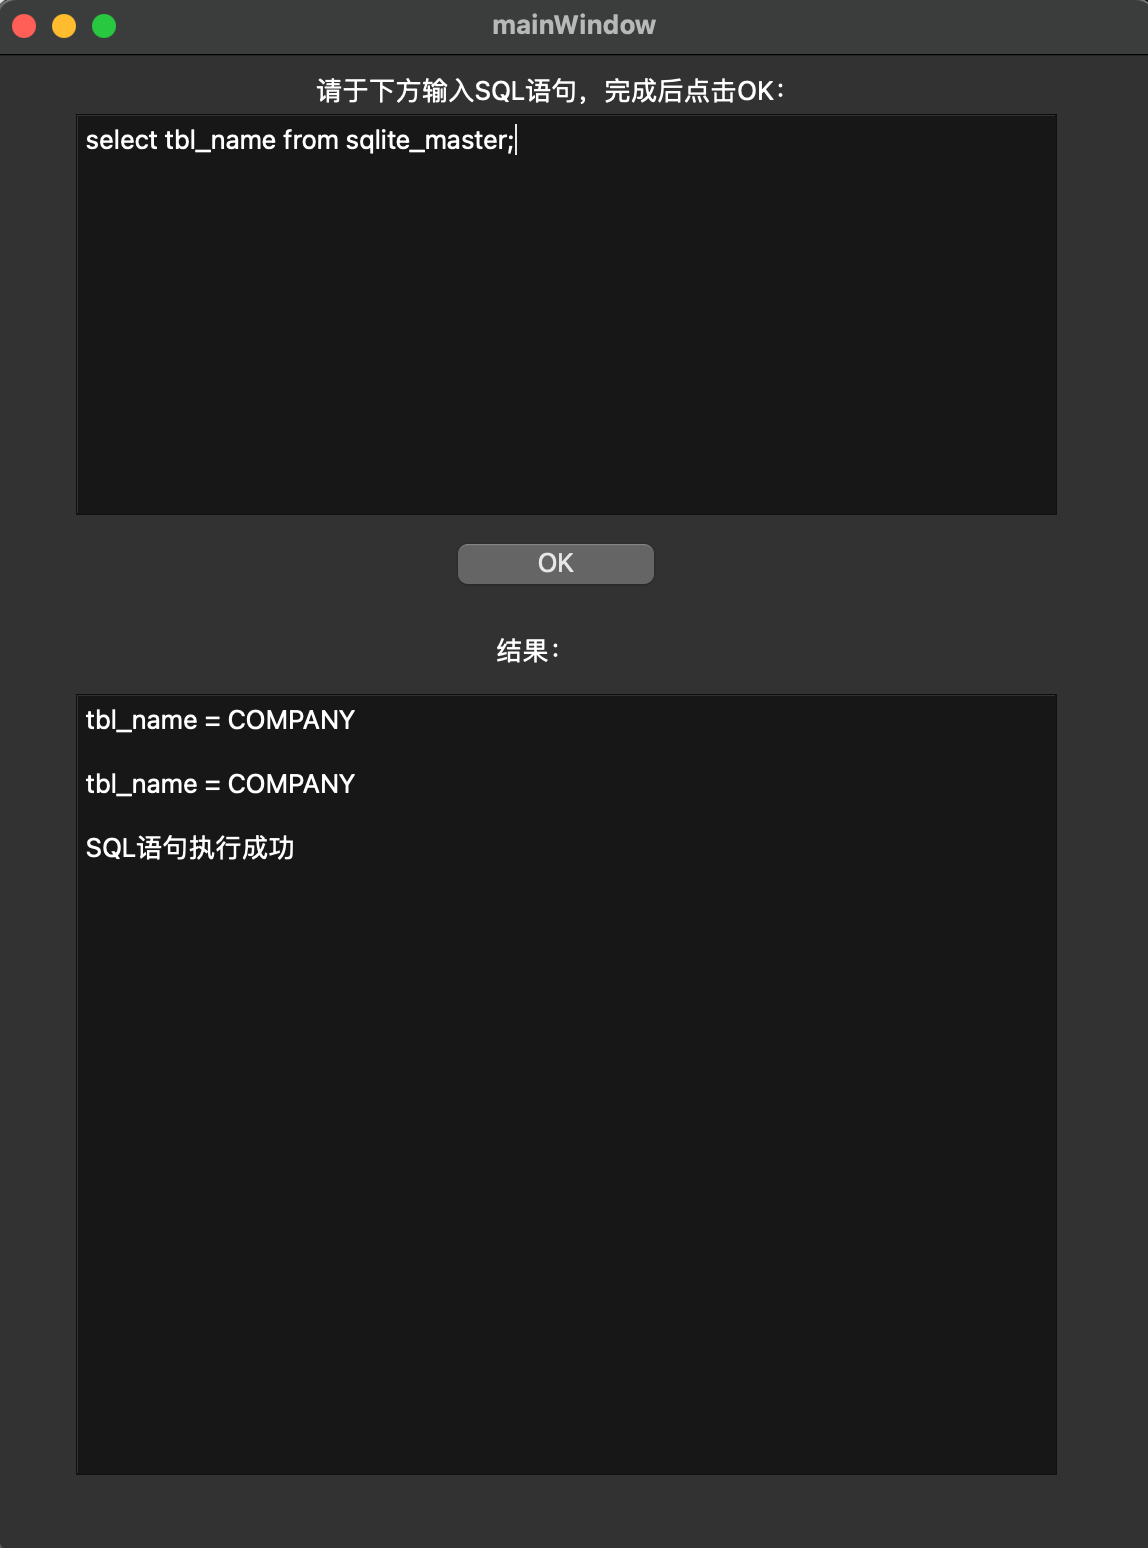 mainWindow
请于下方输入SQL语句，完成后点击OK：
select tbl_name from sqlite_master;
OK
结果：
tbl_name = COMPANY
tbl_name = COMPANY
SQL语句执行成功